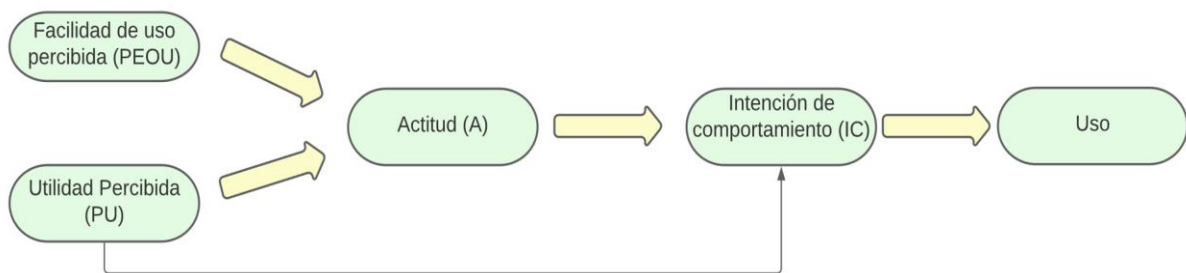 Facilidad de uso
percibida (PEOU)
Utilidad Percibida
(PU)
Actitud (A)
Intención de
comportamiento (IC)
Uso